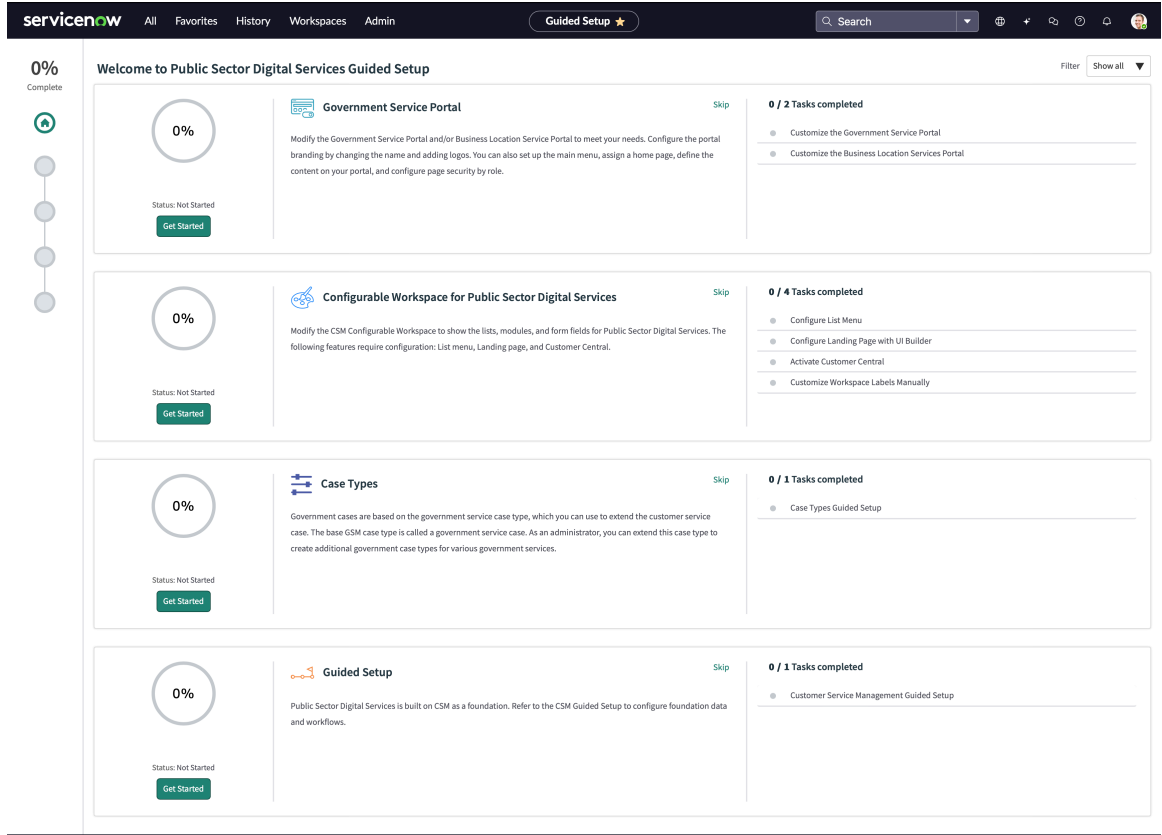 servicenow All Favorites History Workspaces Admin Guided Setup Search
0%
Complete
Welcome to Public Sector Digital Services Guided Setup
Filter Show all
0%
Status: Not Started
Get Started
Government Service Portal
Skip
Modify the Government Service Portal and/or Business Location Service Portal to meet your needs. Configure the portal
branding by changing the name and adding logos. You can also set up the main menu, assign a home page, define the
content on your portal, and configure page security by role.
0 / 2 Tasks completed
Customize the Government Service Portal
Customize the Business Location Services Portal
0%
Status: Not Started
Get Started
Configurable Workspace for Public Sector Digital Services
Skip
Modify the CSM Configurable Workspace to show the lists, modules, and form fields for Public Sector Digital Services. The
following features require configuration: List menu, Landing page, and Customer Central.
0 / 4 Tasks completed
Configure List Menu
Configure Landing Page with UI Builder
Activate Customer Central
Customize Workspace Labels Manually
0%
Status: Not Started
Get Started
Case Types
Skip
Government cases are based on the government service case type, which you can use to extend the customer service
case. The base GSM case type is called a government service case. As an administrator, you can extend this case type to
create additional government case types for various government services.
0 / 1 Tasks completed
Case Types Guided Setup
0%
Status: Not Started
Get Started
Guided Setup
Skip
Public Sector Digital Services is built on CSM as a foundation. Refer to the CSM Guided Setup to configure foundation data
and workflows.
0 / 1 Tasks completed
Customer Service Management Guided Setup